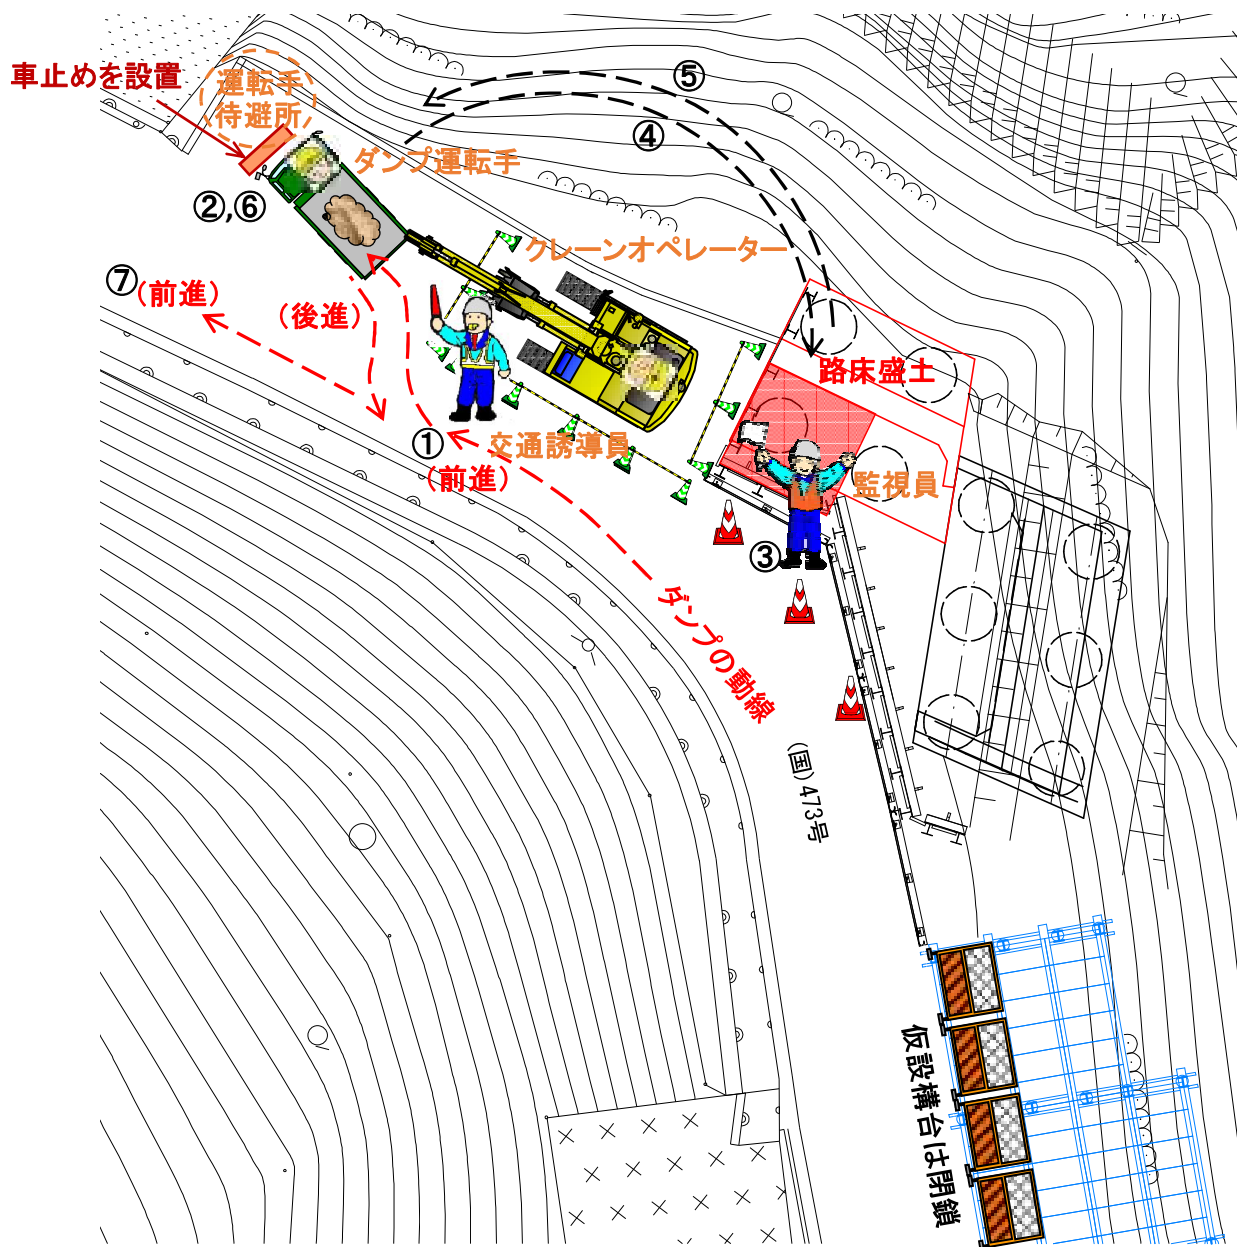 車止めを設置
運転手
待避所
⑤
④
ダンプ運転手
②,⑥
クレーンオペレーター
⑦
(前進)
(後進)
路床盛土
①
交通誘導員
(前進)
監視員
③
ダンプの動線
(国)473号
仮設構台は閉鎖